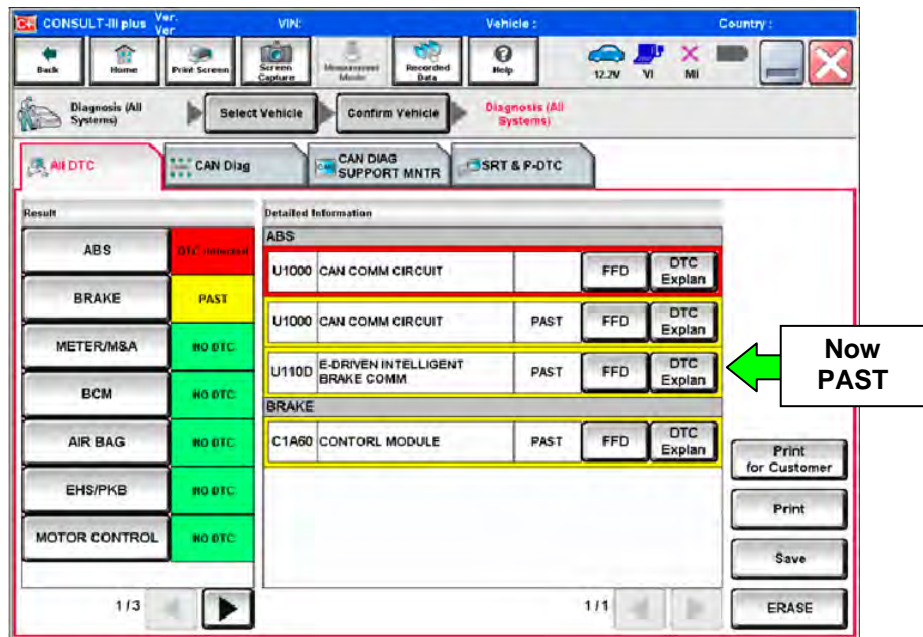 C+ CONSULT-III plus Ver.
Ver
VIN:
Vehicle :
Country :
Back
Home
Print Screen
Screen
Capture
Measurement
Mode
Recorded
Data
Help
12.2V
VI
MI
Diagnosis (All
Systems)
Select Vehicle
Confirm Vehicle
Diagnosis (All
Systems)
All DTC
CAN Diag
CAN DIAG
SUPPORT MNTR
SRT & P-DTC
Result
Detailed Information
ABS
DTC detected
BRAKE
PAST
METER/M&A
NO DTC
BCM
NO DTC
AIR BAG
NO DTC
EHS/PKB
NO DTC
MOTOR CONTROL
NO DTC
1/3
ABS
U1000 CAN COMM CIRCUIT FFD DTC
Explan
U1000 CAN COMM CIRCUIT PAST FFD DTC
Explan
U110D E-DRIVEN INTELLIGENT
BRAKE COMM PAST FFD DTC
Explan
BRAKE
C1A60 CONTORL MODULE PAST FFD DTC
Explan
1/1
Now
PAST
Print
for Customer
Print
Save
ERASE